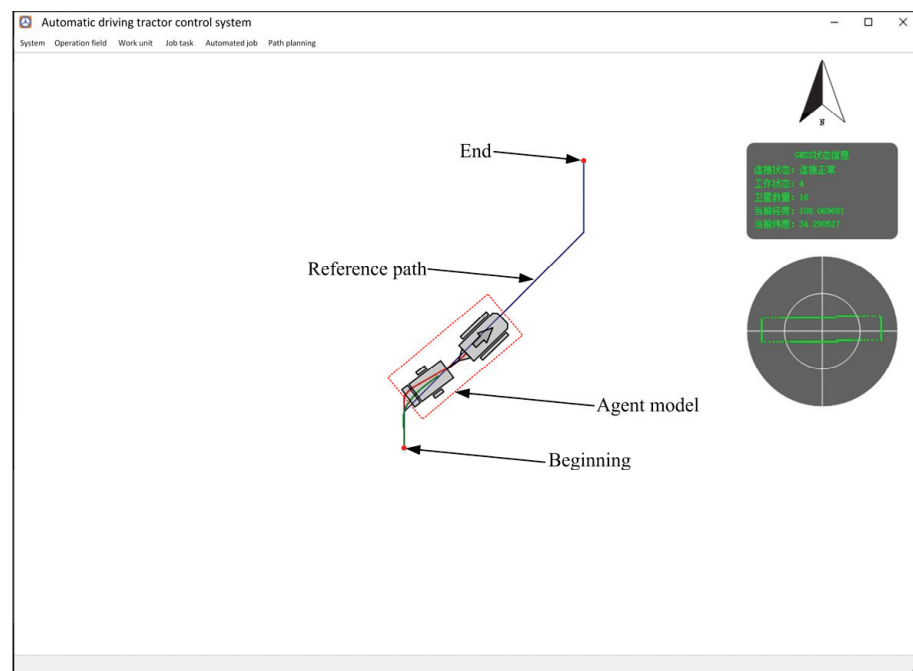 Automatic driving tractor control system
System Operation field Work unit Job task Automated job Path planning
N
End
GNSS状态信息
连接状态: 连接正常
工作状态: 4
卫星数量: 16
当前经度: 108.069681
当前纬度: 34.290527
Reference path
Agent model
Beginning